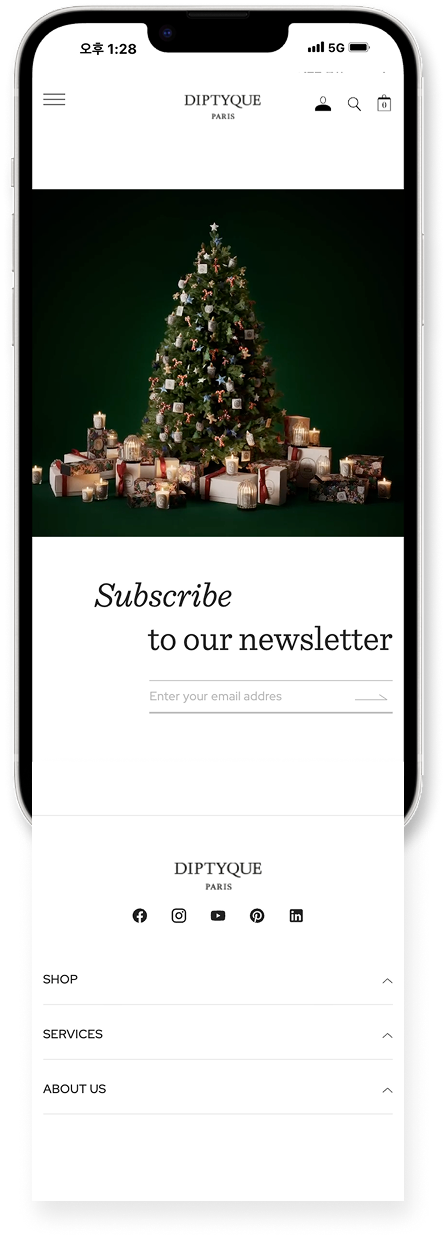 오후 1:28
5G
DIPTYQUE
PARIS
0
Subscribe
to our newsletter
Enter your email addres
DIPTYQUE
PARIS
SHOP
SERVICES
ABOUT US